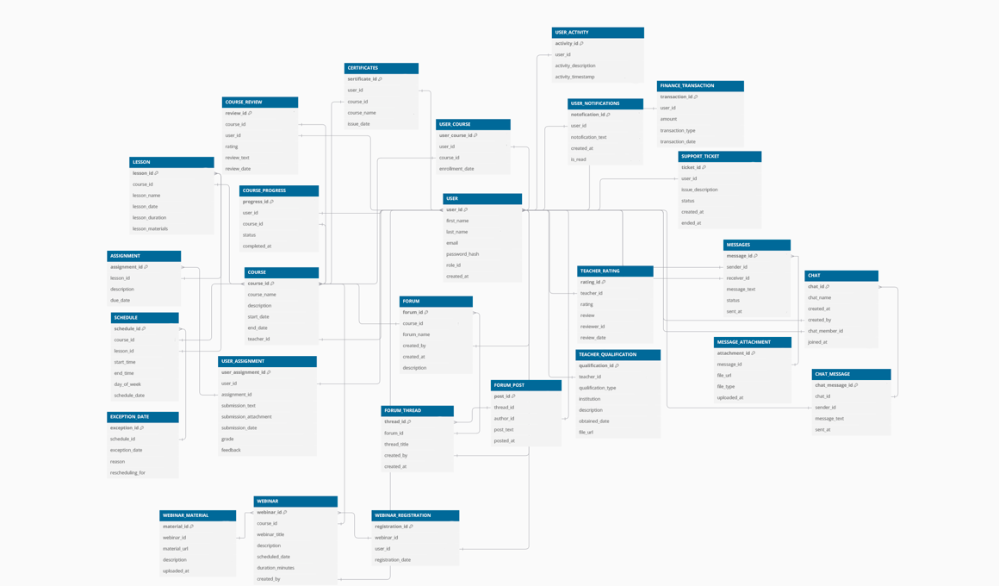 USER_ACTIVITY
activity_id
user_id
activity_description
activity_timestamp
CERTIFICATES
certificate_id
user_id
course_id
course_name
issue_date
FINANCE_TRANSACTION
transaction_id
user_id
amount
transaction_type
transaction_date
COURSE_REVIEW
review_id
course_id
user_id
rating
review_text
review_date
USER_NOTIFICATIONS
notification_id
user_id
notofication_text
created_at
is_read
USER_COURSE
user_course_id
user_id
course_id
enrollment_date
SUPPORT_TICKET
ticket_id
user_id
issue_description
status
created_at
ended_at
LESSON
lesson_id
course_id
lesson_name
lesson_date
lesson_duration
lesson_materials
COURSE_PROGRESS
progress_id
user_id
course_id
status
completed_at
USER
user_id
first_name
last_name
email
password_hash
role_id
created_at
MESSAGES
message_id
sender_id
receiver_id
message_text
status
sent_at
ASSIGNMENT
assignment_id
lesson_id
description
due_date
COURSE
course_id
course_name
description
start_date
end_date
teacher_id
TEACHER_RATING
rating_id
teacher_id
rating
review
reviewer_id
review_date
CHAT
chat_id
chat_name
created_at
created_by
chat_member_id
joined_at
FORUM
forum_id
course_id
forum_name
created_by
created_at
description
SCHEDULE
schedule_id
course_id
lesson_id
start_time
end_time
day_of_week
schedule_date
MESSAGE_ATTACHMENT
attachment_id
message_id
file_url
file_type
uploaded_at
TEACHER_QUALIFICATION
qualification_id
teacher_id
qualification_type
institution
description
obtained_date
file_url
USER_ASSIGNMENT
user_assignment_id
user_id
assignment_id
submission_text
submission_attachment
submission_date
grade
feedback
CHAT_MESSAGE
chat_message_id
chat_id
sender_id
message_text
sent_at
FORUM_POST
post_id
thread_id
author_id
post_text
posted_at
FORUM_THREAD
thread_id
forum_id
thread_title
created_by
created_at
EXCEPTION_DATE
exception_id
schedule_id
exception_date
reason
rescheduling_for
WEBINAR
webinar_id
course_id
webinar_title
description
scheduled_date
duration_minutes
created_by
WEBINAR_MATERIAL
material_id
webinar_id
material_url
description
uploaded_at
WEBINAR_REGISTRATION
registration_id
webinar_id
user_id
registration_date